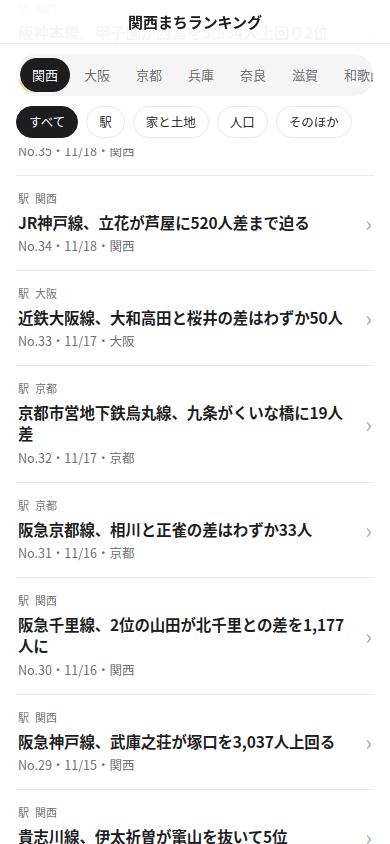 関西まちランキング
関西 大阪 京都 兵庫 奈良 滋賀 和歌
すべて 駅 家と土地 人口 そのほか
No.35・11/18・関西
駅 関西
JR神戸線、立花が芦屋に520人差まで迫る
No.34・11/18・関西
駅 大阪
近鉄大阪線、大和高田と桜井の差はわずか50人
No.33・11/17・大阪
駅 京都
京都市営地下鉄烏丸線、九条がくいな橋に19人
差
No.32・11/17・京都
駅 京都
阪急京都線、相川と正雀の差はわずか33人
No.31・11/16・京都
駅 関西
阪急千里線、2位の山田が北千里との差を1,177
人に
No.30・11/16・関西
駅 関西
阪急神戸線、武庫之荘が塚口を3,037人上回る
No.29・11/15・関西
駅 関西
貴志川線、伊太祈曽が竈山を抜いて5位